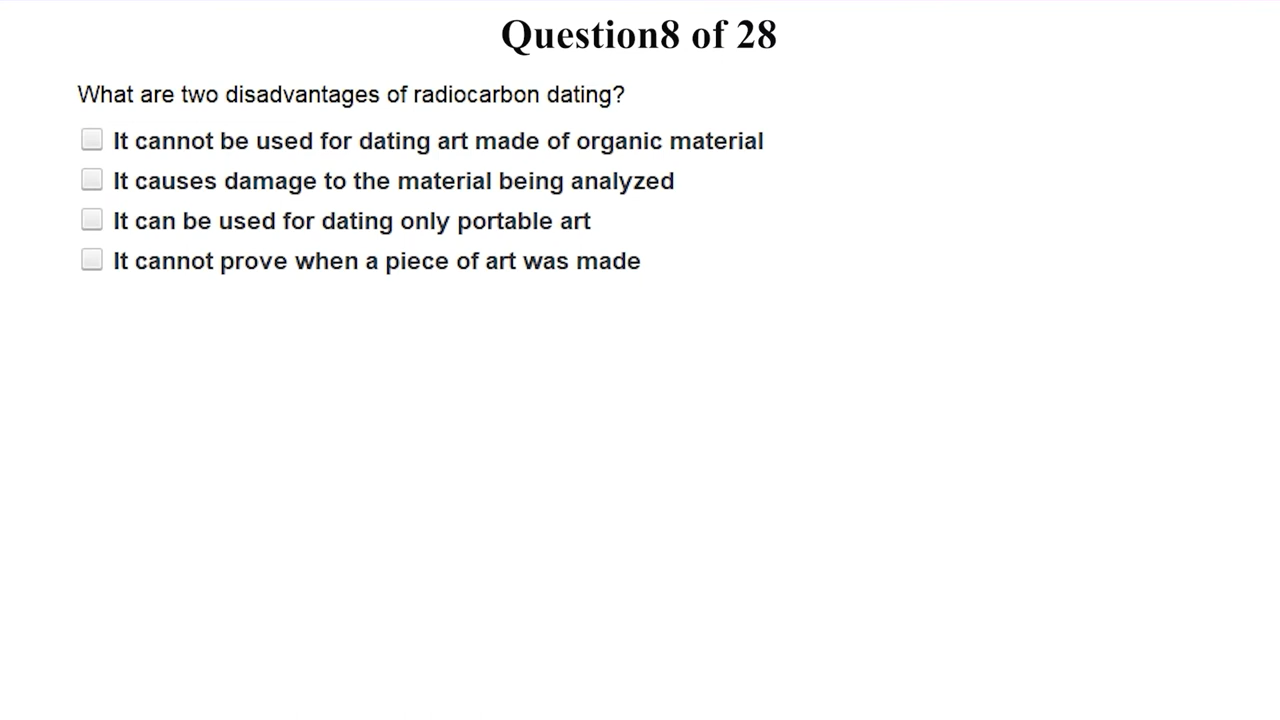 Question8 of 28
What are two disadvantages of radiocarbon dating?
It cannot be used for dating art made of organic material
It causes damage to the material being analyzed
It can be used for dating only portable art
It cannot prove when a piece of art was made